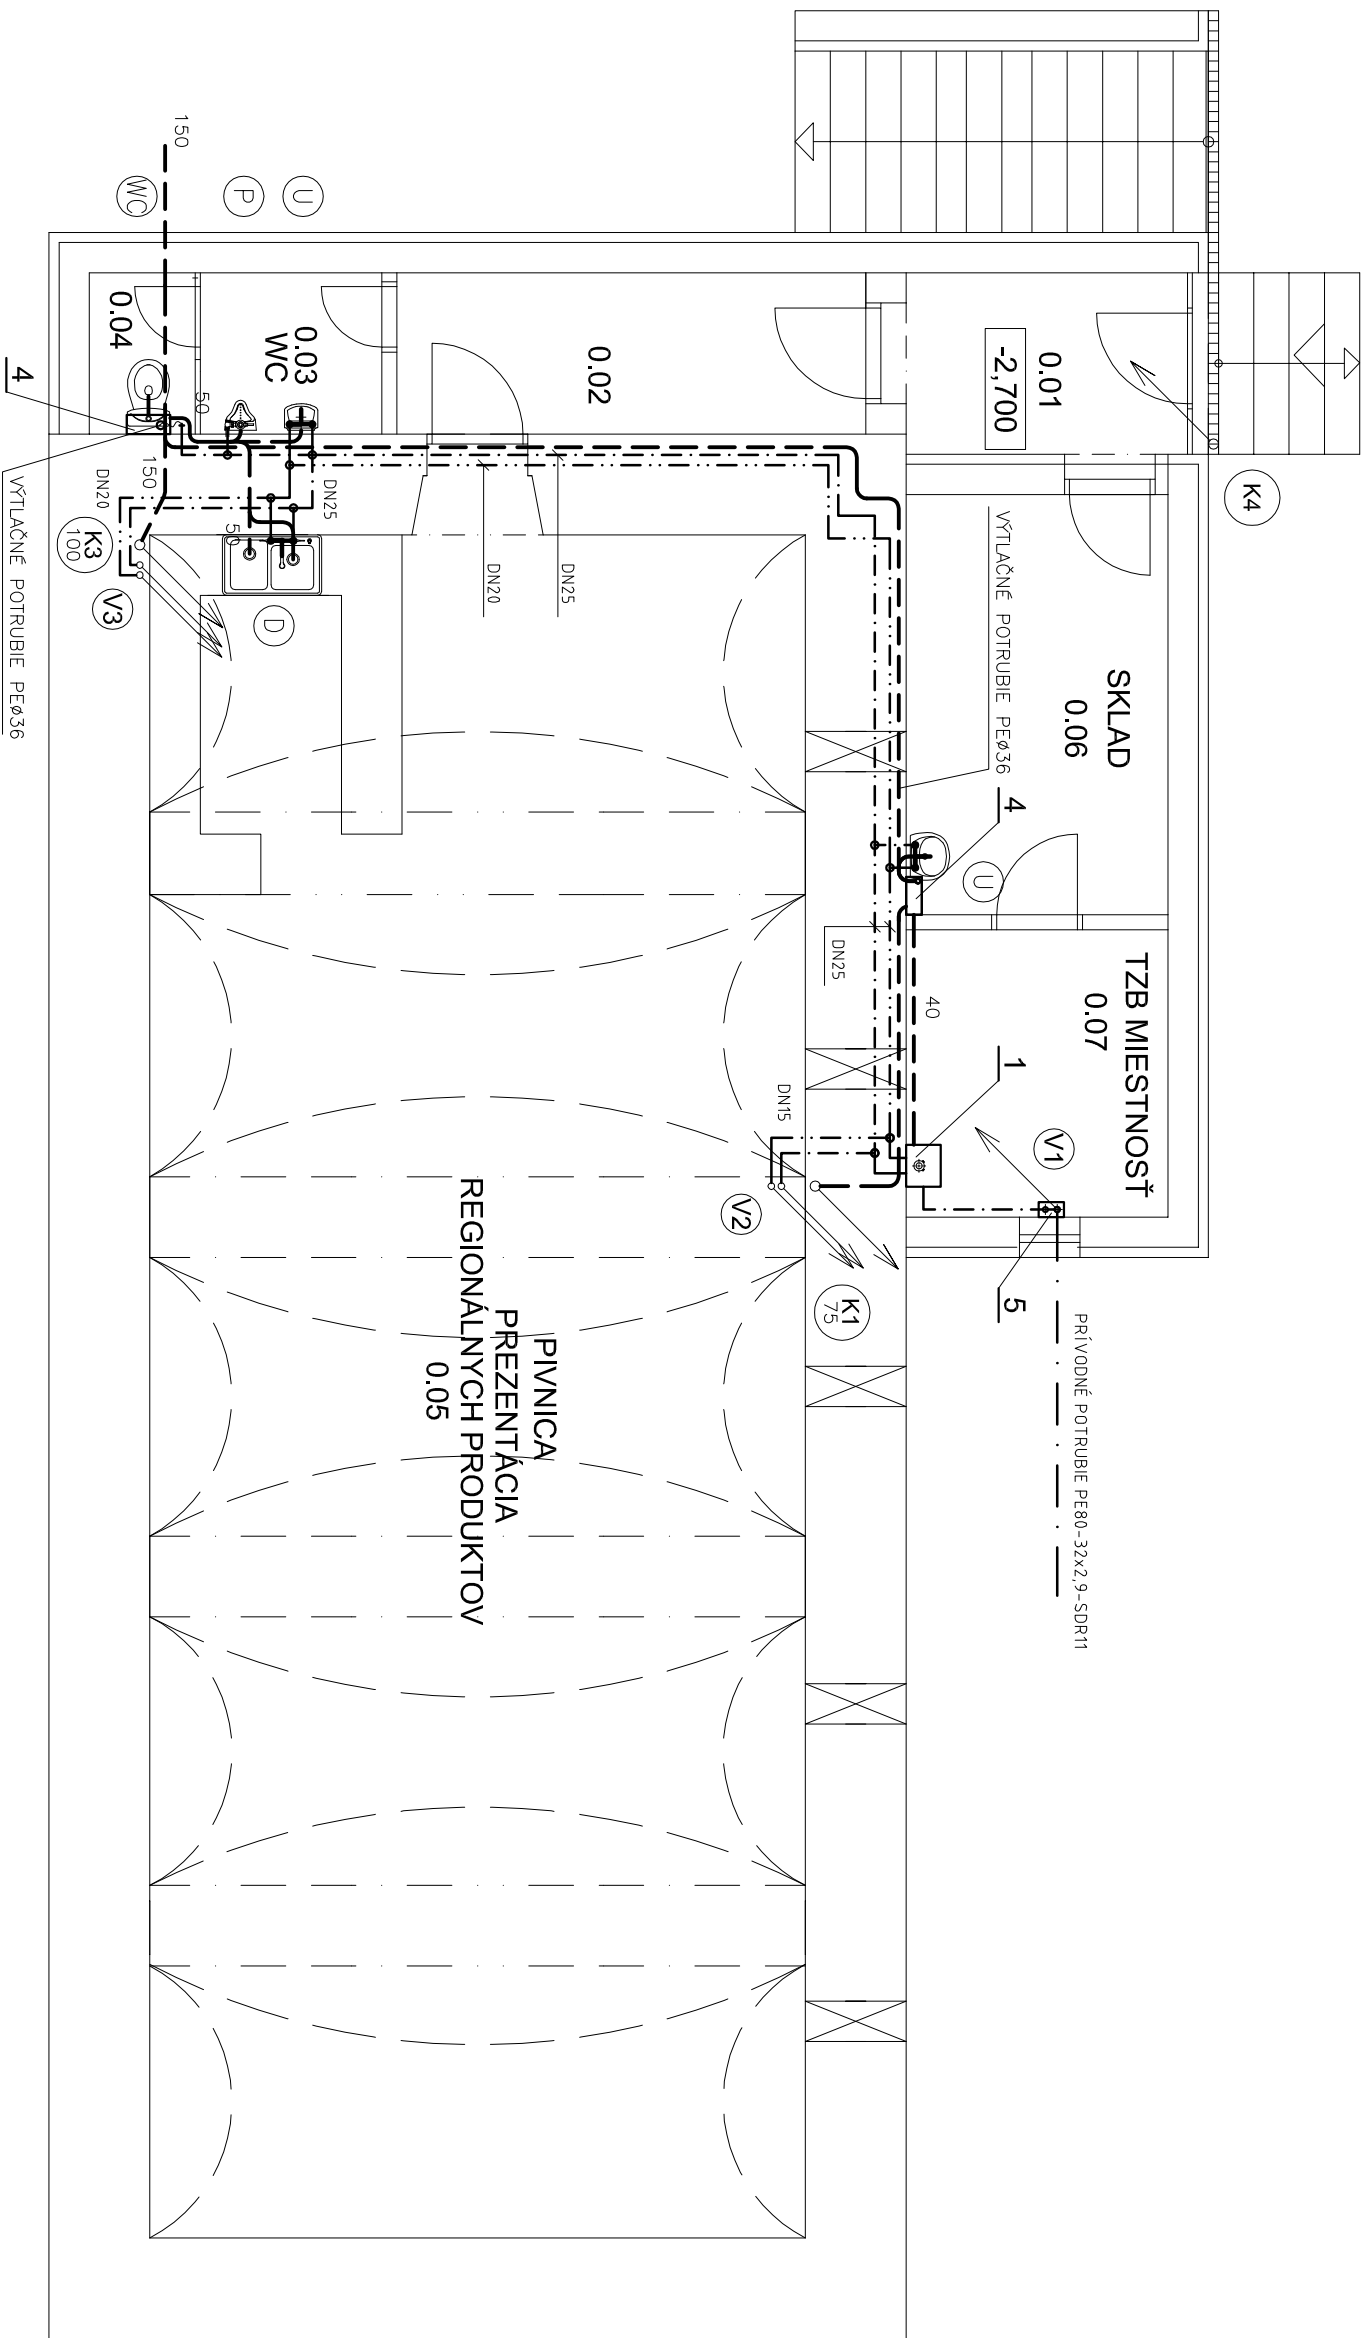 K4
0.01
-2,700
SKLAD
0.06
VÝTLAČNÉ POTRUBIE PEø36
4
U
TZB MIESTNOSŤ
0.07
V1
1
40
5
PRÍVODNÉ POTRUBIE PE80-32x2,9-SDR11
DN25
DN15
V2
K1
75
0.02
DN25
DN20
PIVNICA
PREZENTÁCIA
REGIONÁLNYCH PRODUKTOV
0.05
U
P
WC
150
0.03
WC
0.04
50
150
DN25
DN20
50
D
K3
100
V3
4
VÝTLAČNÉ POTRUBIE PEø36